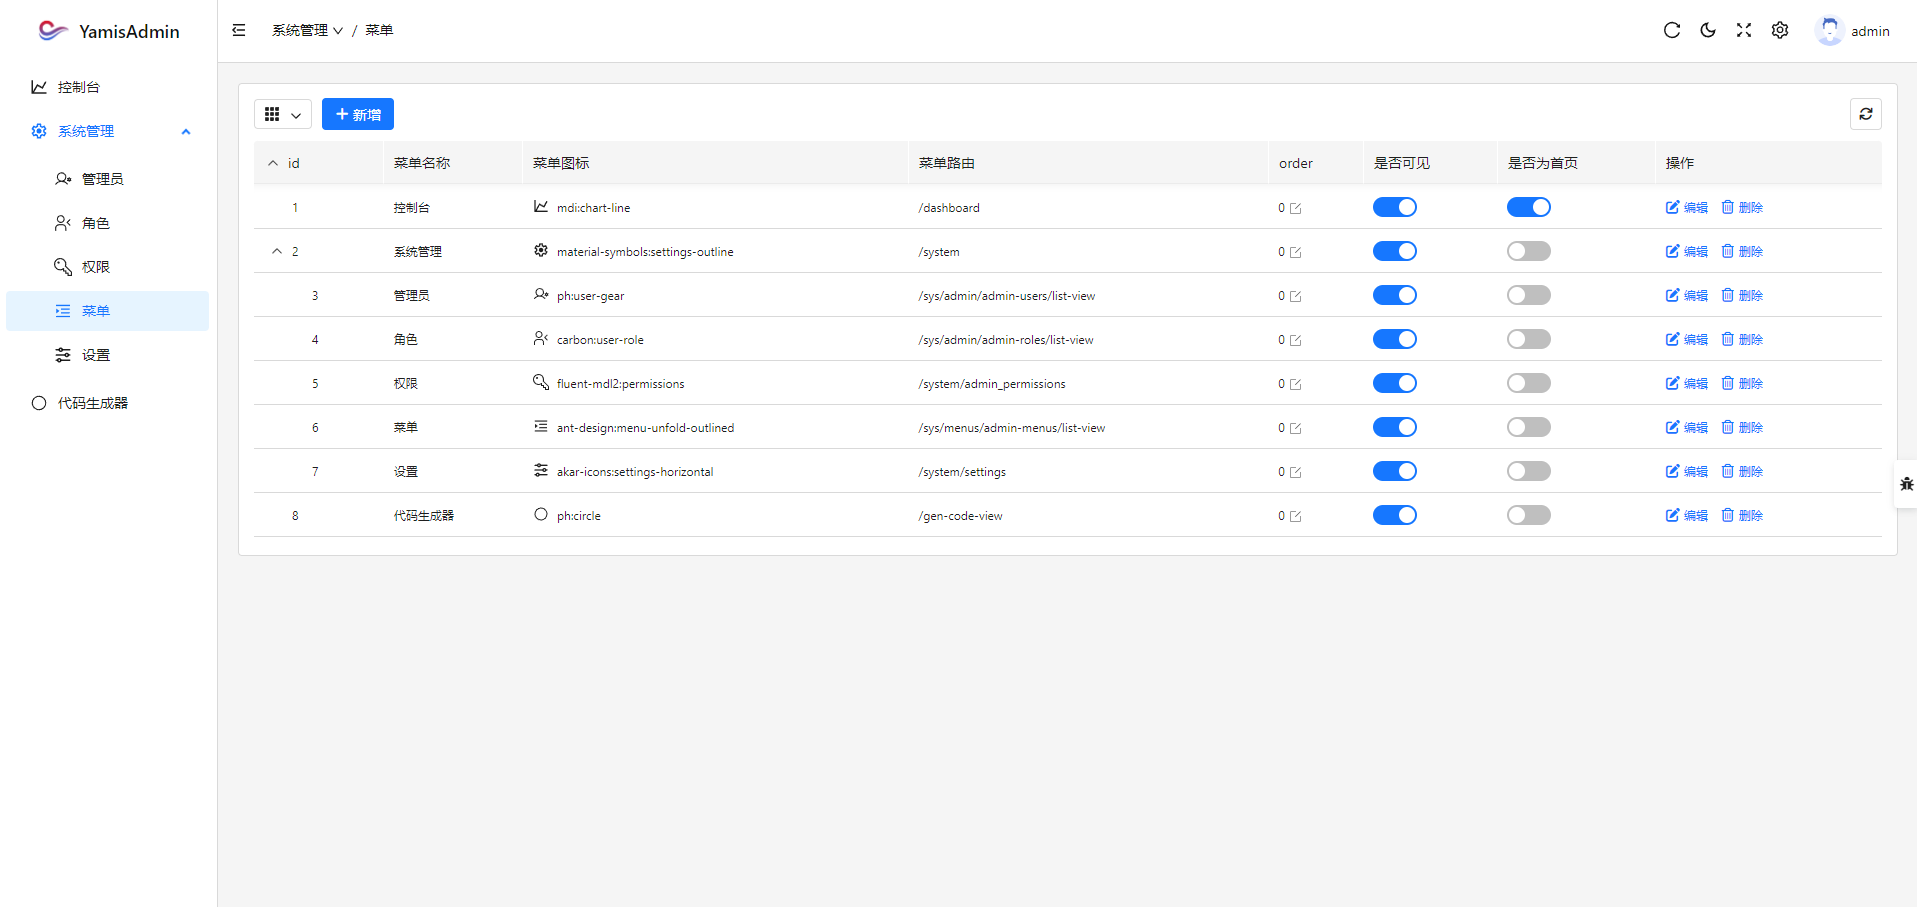 YamisAdmin
系统管理 / 菜单
admin
控制台
系统管理
管理员
角色
权限
菜单
设置
代码生成器
新增
id 菜单名称 菜单图标 菜单路由 order 是否可见 是否为首页 操作
1 控制台 mdi:chart-line /dashboard 0 编辑 删除
2 系统管理 material-symbols:settings-outline /system 0 编辑 删除
3 管理员 ph:user-gear /sys/admin/admin-users/list-view 0 编辑 删除
4 角色 carbon:user-role /sys/admin/admin-roles/list-view 0 编辑 删除
5 权限 fluent-mdl2:permissions /system/admin_permissions 0 编辑 删除
6 菜单 ant-design:menu-unfold-outlined /sys/menus/admin-menus/list-view 0 编辑 删除
7 设置 akar-icons:settings-horizontal /system/settings 0 编辑 删除
8 代码生成器 ph:circle /gen-code-view 0 编辑 删除